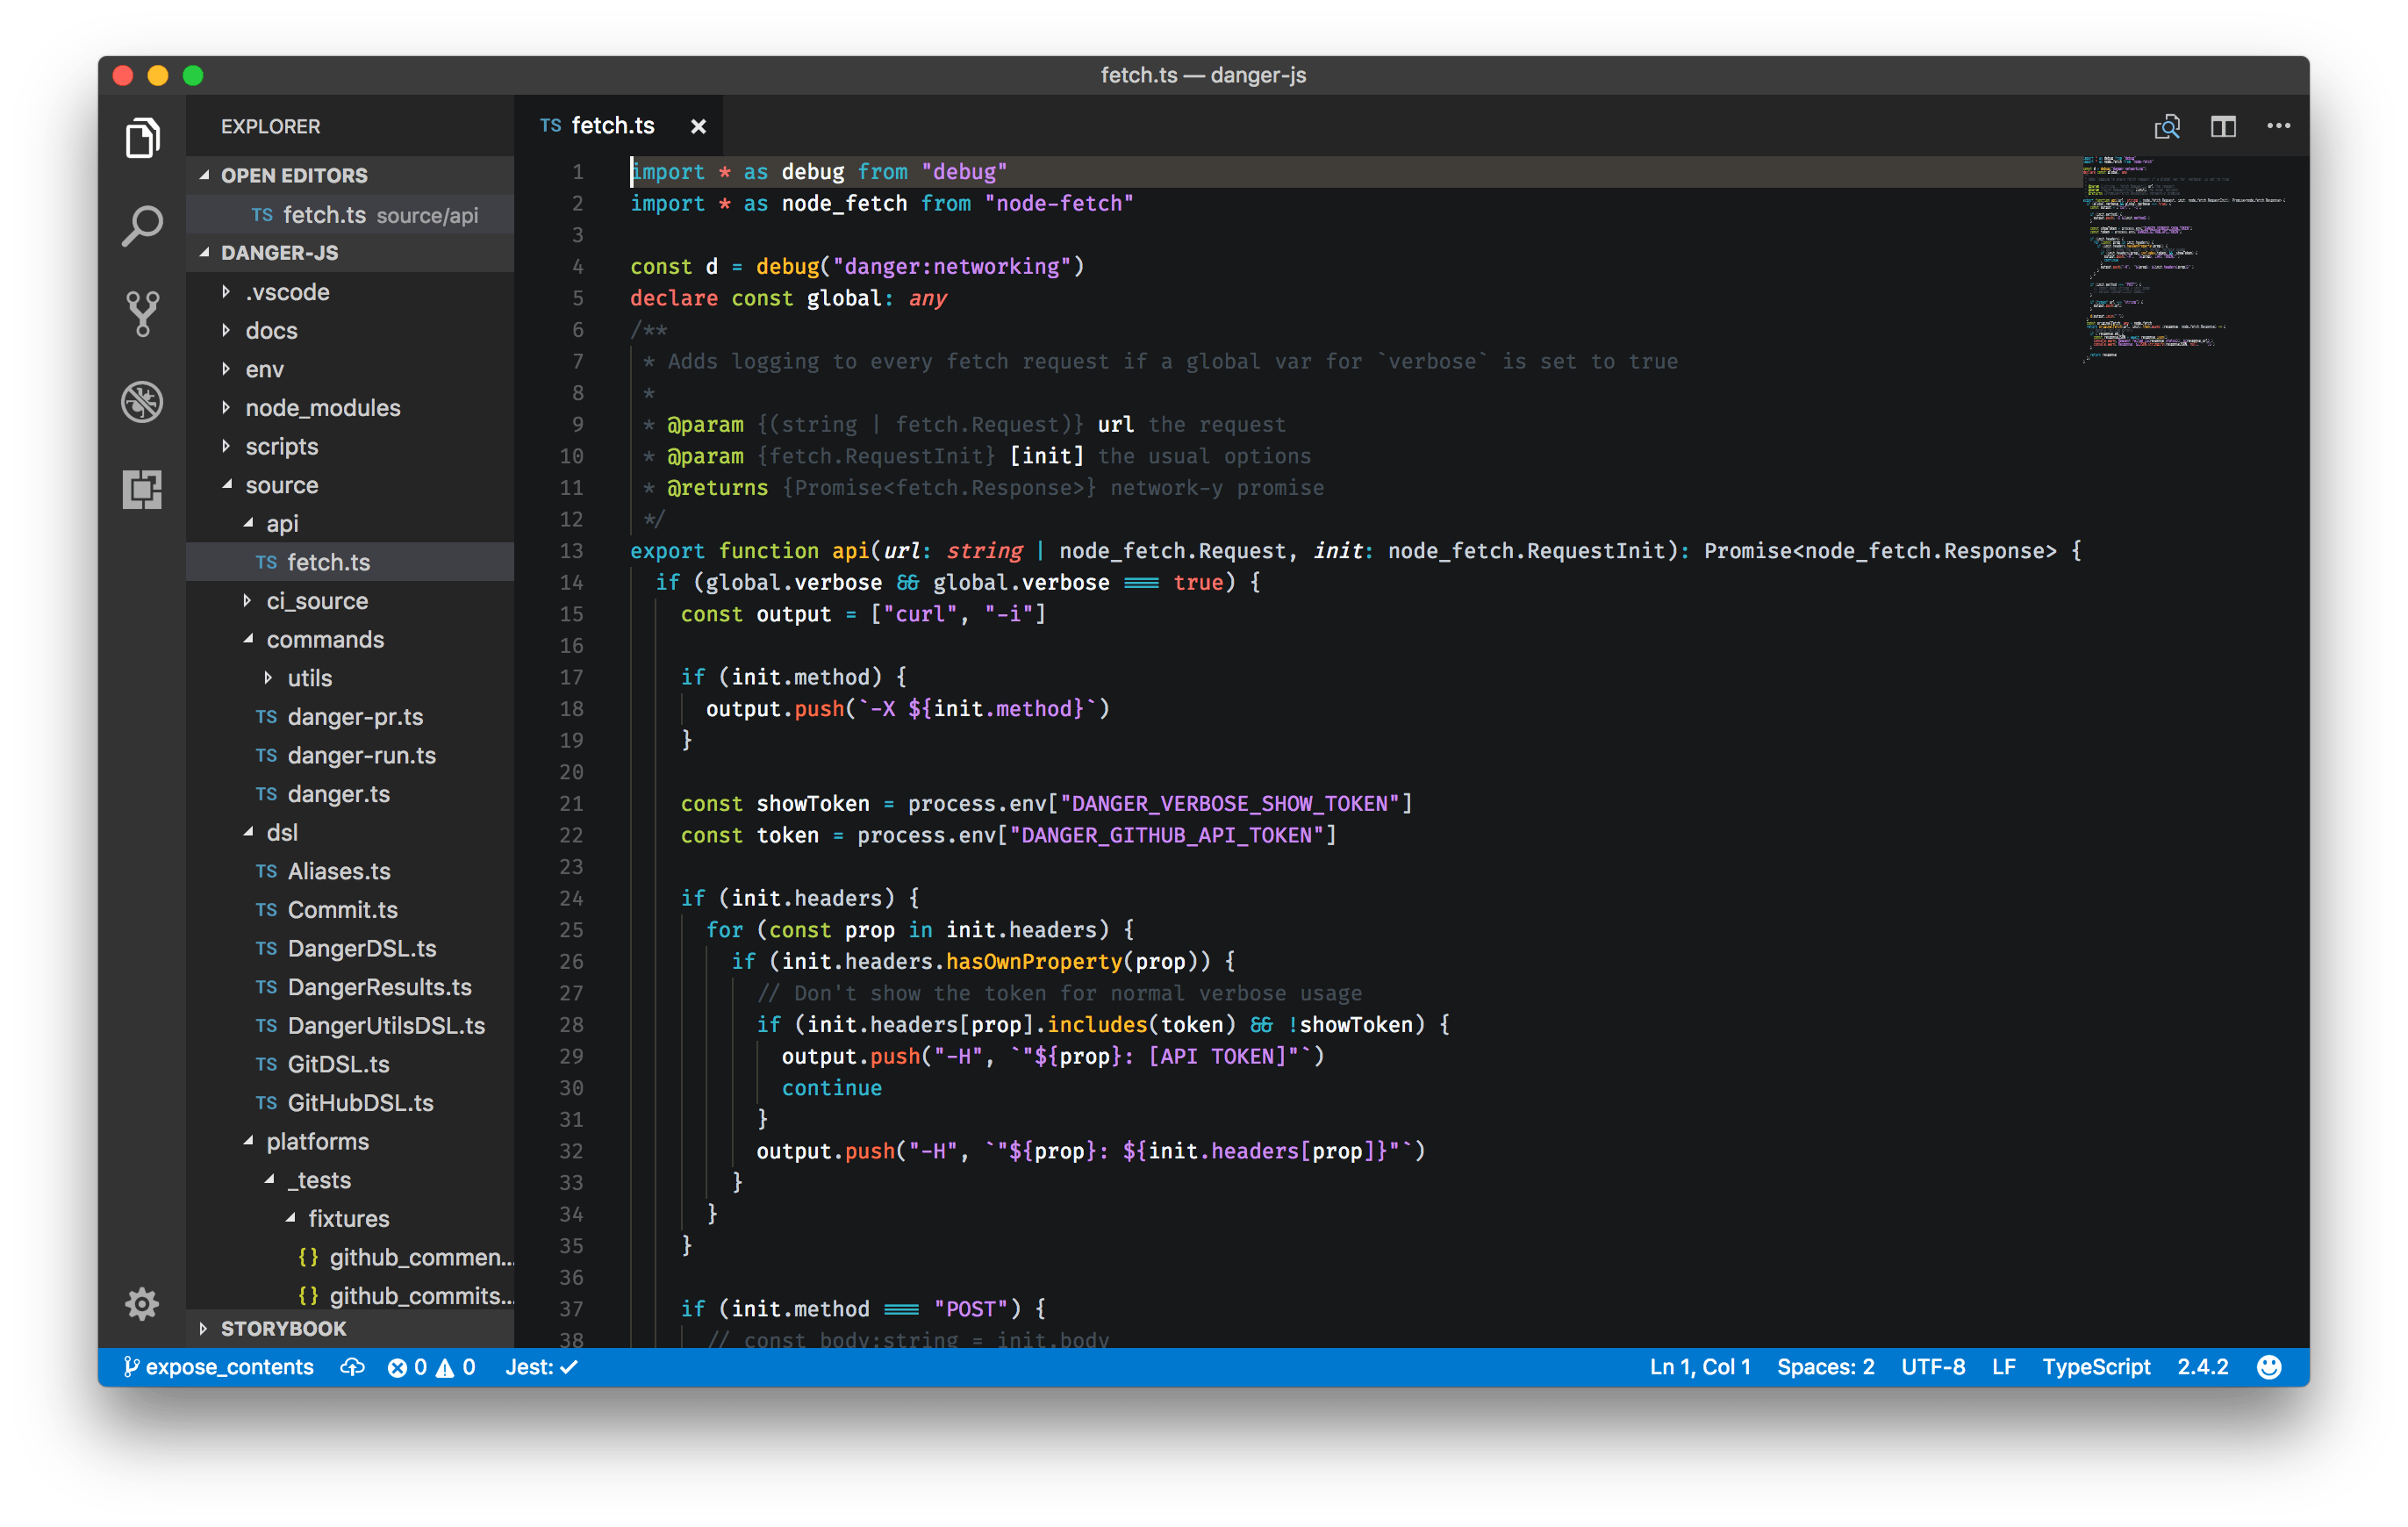 fetch.ts — danger-js
EXPLORER
OPEN EDITORS
TS fetch.ts source/api
DANGER-JS
.vscode
docs
env
node_modules
scripts
source
api
TS fetch.ts
ci_source
commands
utils
TS danger-pr.ts
TS danger-run.ts
TS danger.ts
dsl
TS Aliases.ts
TS Commit.ts
TS DangerDSL.ts
TS DangerResults.ts
TS DangerUtilsDSL.ts
TS GitDSL.ts
TS GitHubDSL.ts
platforms
_tests
fixtures
{} github_commen...
{} github_commits...
STORYBOOK
TS fetch.ts
1 import * as debug from "debug"
2 import * as node_fetch from "node-fetch"
3
4 const d = debug("danger:networking")
5 declare const global: any
6 /**
7 * Adds logging to every fetch request if a global var for `verbose` is set to true
8 *
9 * @param {(string | fetch.Request)} url the request
10 * @param {fetch.RequestInit} [init] the usual options
11 * @returns {Promise<fetch.Response>} network-y promise
12 */
13 export function api(url: string | node_fetch.Request, init: node_fetch.RequestInit): Promise<node_fetch.Response> {
14 if (global.verbose && global.verbose === true) {
15 const output = ["curl", "-i"]
16
17 if (init.method) {
18 output.push(`-X ${init.method}`)
19 }
20
21 const showToken = process.env["DANGER_VERBOSE_SHOW_TOKEN"]
22 const token = process.env["DANGER_GITHUB_API_TOKEN"]
23
24 if (init.headers) {
25 for (const prop in init.headers) {
26 if (init.headers.hasOwnProperty(prop)) {
27 // Don't show the token for normal verbose usage
28 if (init.headers[prop].includes(token) && !showToken) {
29 output.push("-H", `"${prop}: [API TOKEN]"`)
30 continue
31 }
32 output.push("-H", `"${prop}: ${init.headers[prop]}"`)
33 }
34 }
35 }
36
37 if (init.method === "POST") {
38 // const body:string = init.body
expose_contents 0 0 Jest: ✓ Ln 1, Col 1 Spaces: 2 UTF-8 LF TypeScript 2.4.2